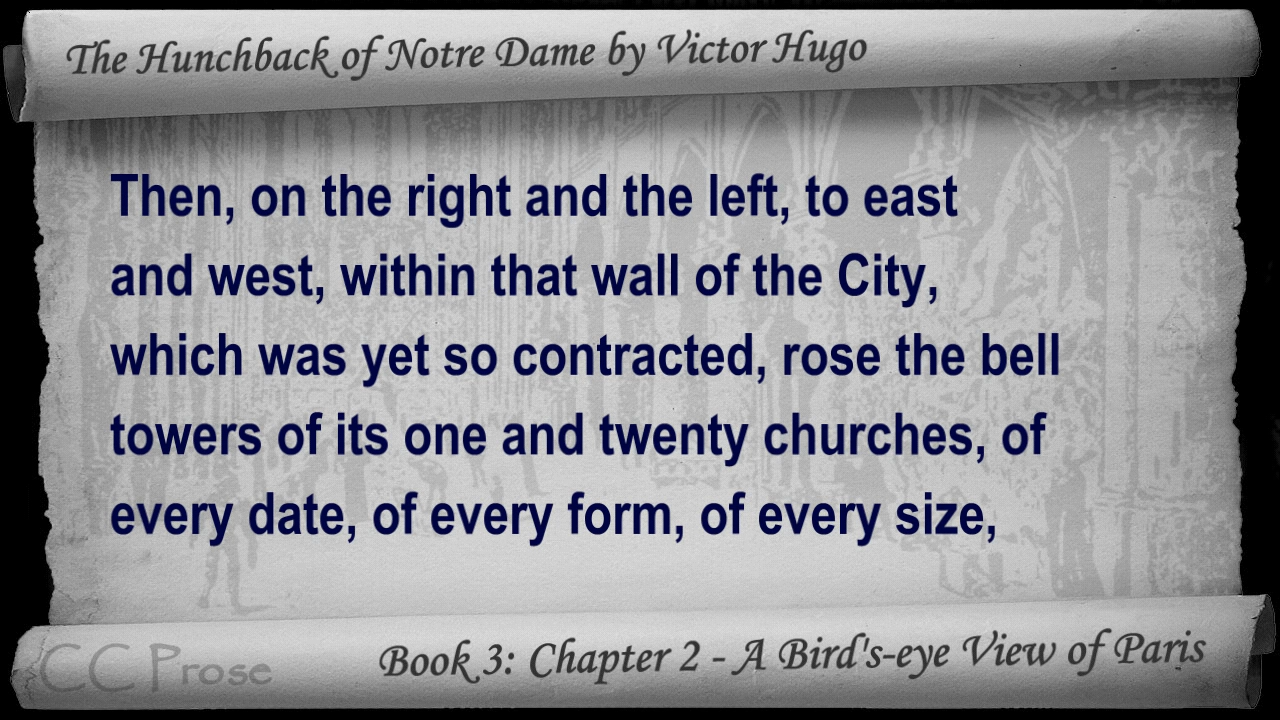 The Hunchback of Notre Dame by Victor Hugo
Then, on the right and the left, to east
and west, within that wall of the City,
which was yet so contracted, rose the bell
towers of its one and twenty churches, of
every date, of every form, of every size,
CC Prose
Book 3: Chapter 2 - A Bird's-eye View of Paris